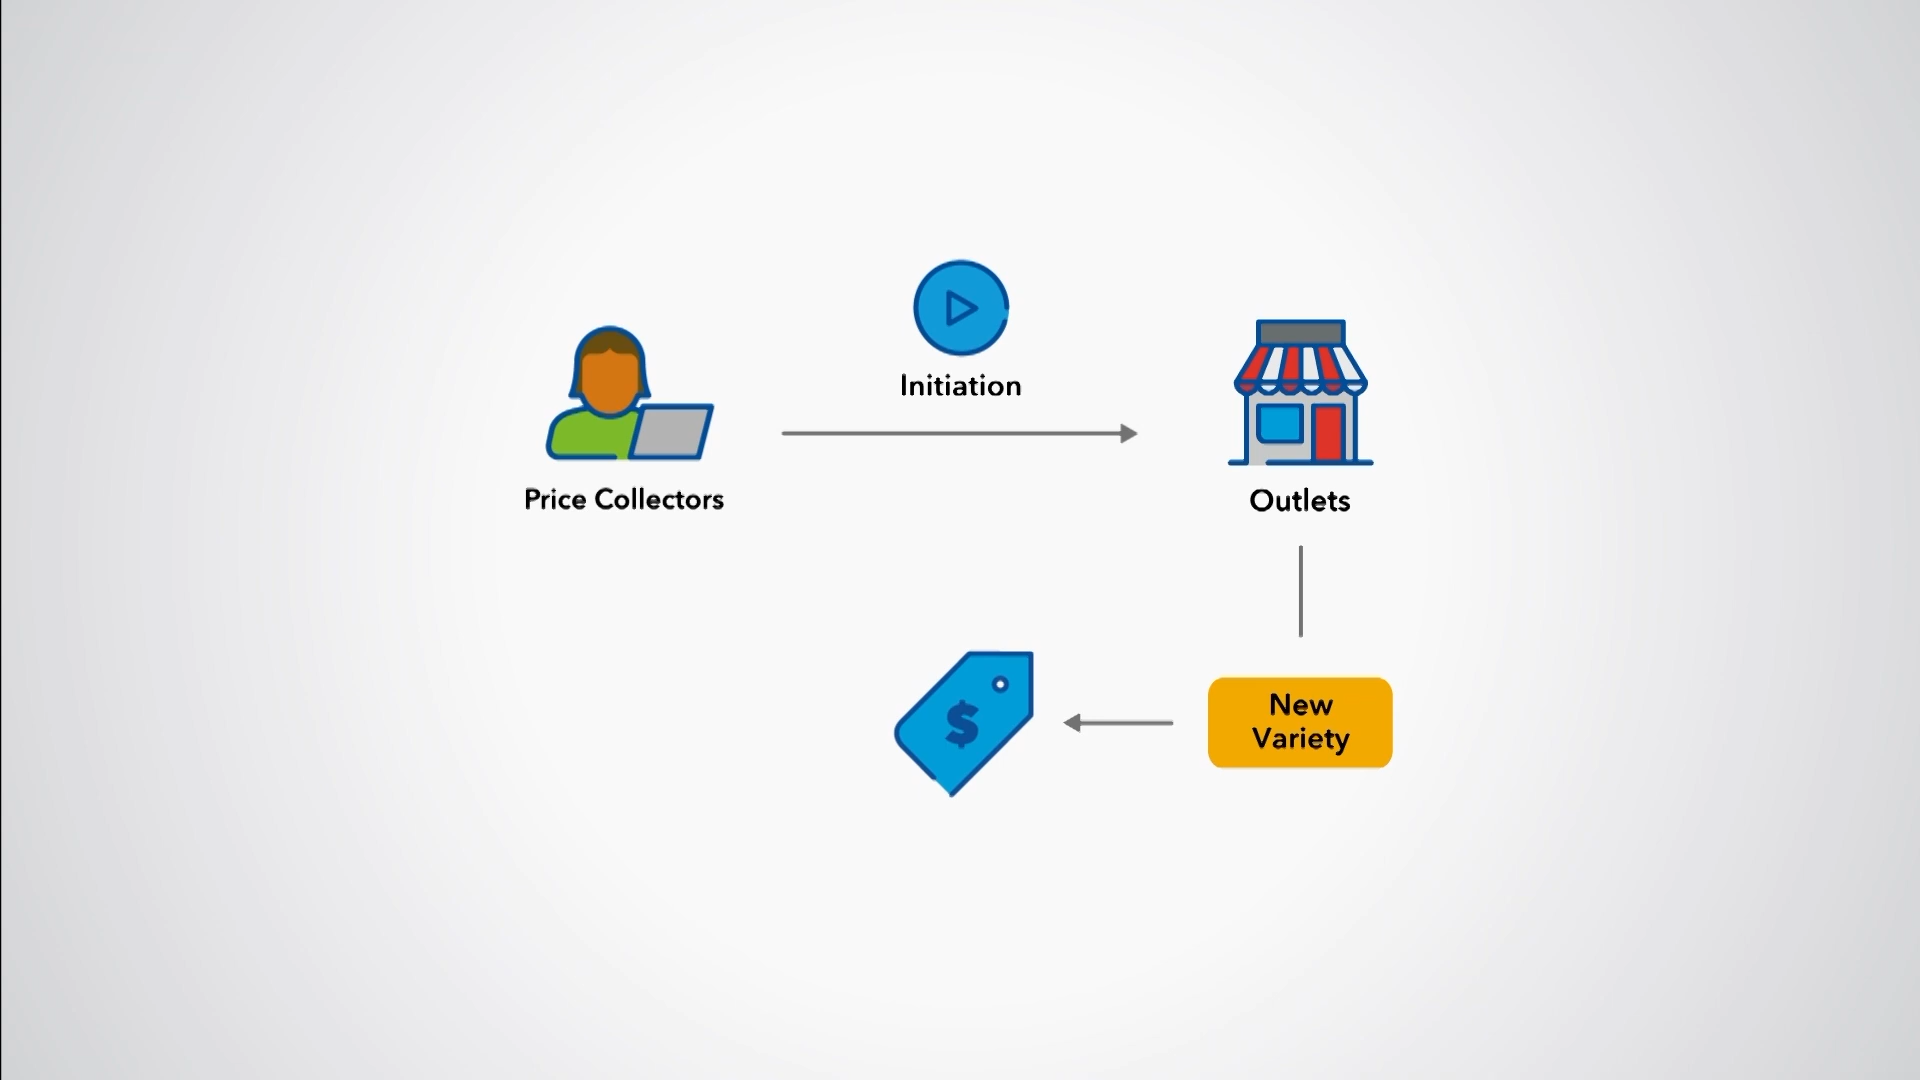 Initiation
Price Collectors
Outlets
$
New
Variety